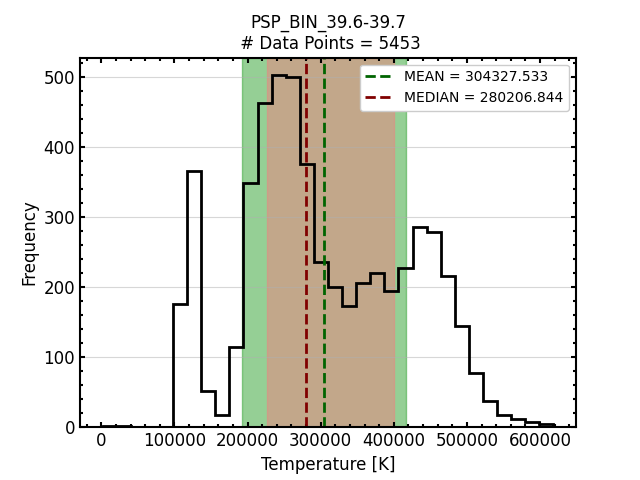 PSP_BIN_39.6-39.7
# Data Points = 5453
MEAN = 304327.533
MEDIAN = 280206.844
500
400
300
200
100
0
Frequency
0 100000 200000 300000 400000 500000 600000
Temperature [K]